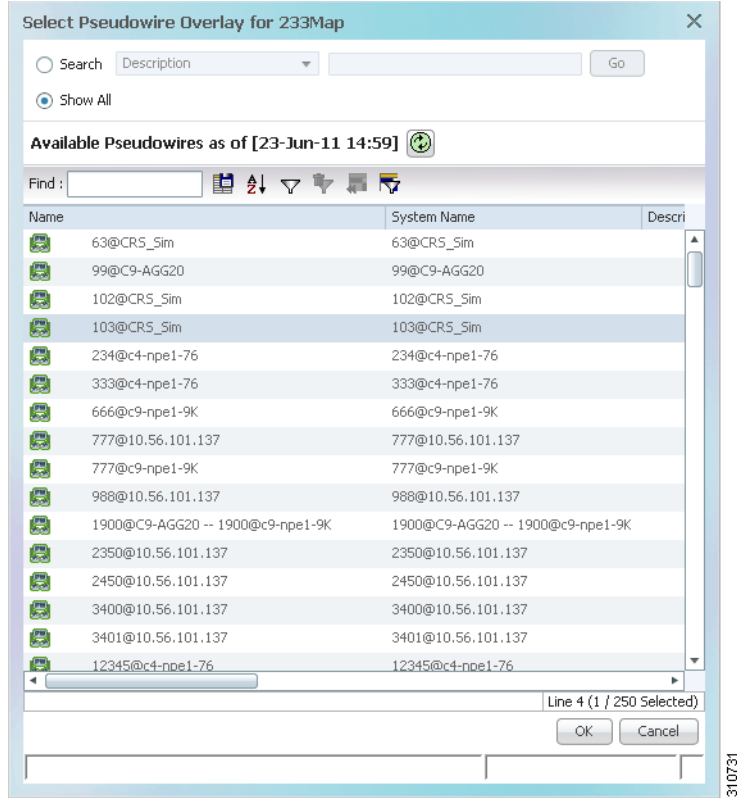 Select Pseudowire Overlay for 233Map
Search Description Go
Show All
Available Pseudowires as of [23-Jun-11 14:59]
Find :
Name System Name Descri
63@CRS_Sim 63@CRS_Sim
99@C9-AGG20 99@C9-AGG20
102@CRS_Sim 102@CRS_Sim
103@CRS_Sim 103@CRS_Sim
234@c4-npe1-76 234@c4-npe1-76
333@c4-npe1-76 333@c4-npe1-76
666@c9-npe1-9K 666@c9-npe1-9K
777@10.56.101.137 777@10.56.101.137
777@c9-npe1-9K 777@c9-npe1-9K
988@10.56.101.137 988@10.56.101.137
1900@C9-AGG20 -- 1900@c9-npe1-9K 1900@C9-AGG20 -- 1900@c9-npe1-9K
2350@10.56.101.137 2350@10.56.101.137
2450@10.56.101.137 2450@10.56.101.137
3400@10.56.101.137 3400@10.56.101.137
3401@10.56.101.137 3401@10.56.101.137
12345@c4-npe1-76 12345@c4-npe1-76
Line 4 (1 / 250 Selected)
OK Cancel
310731